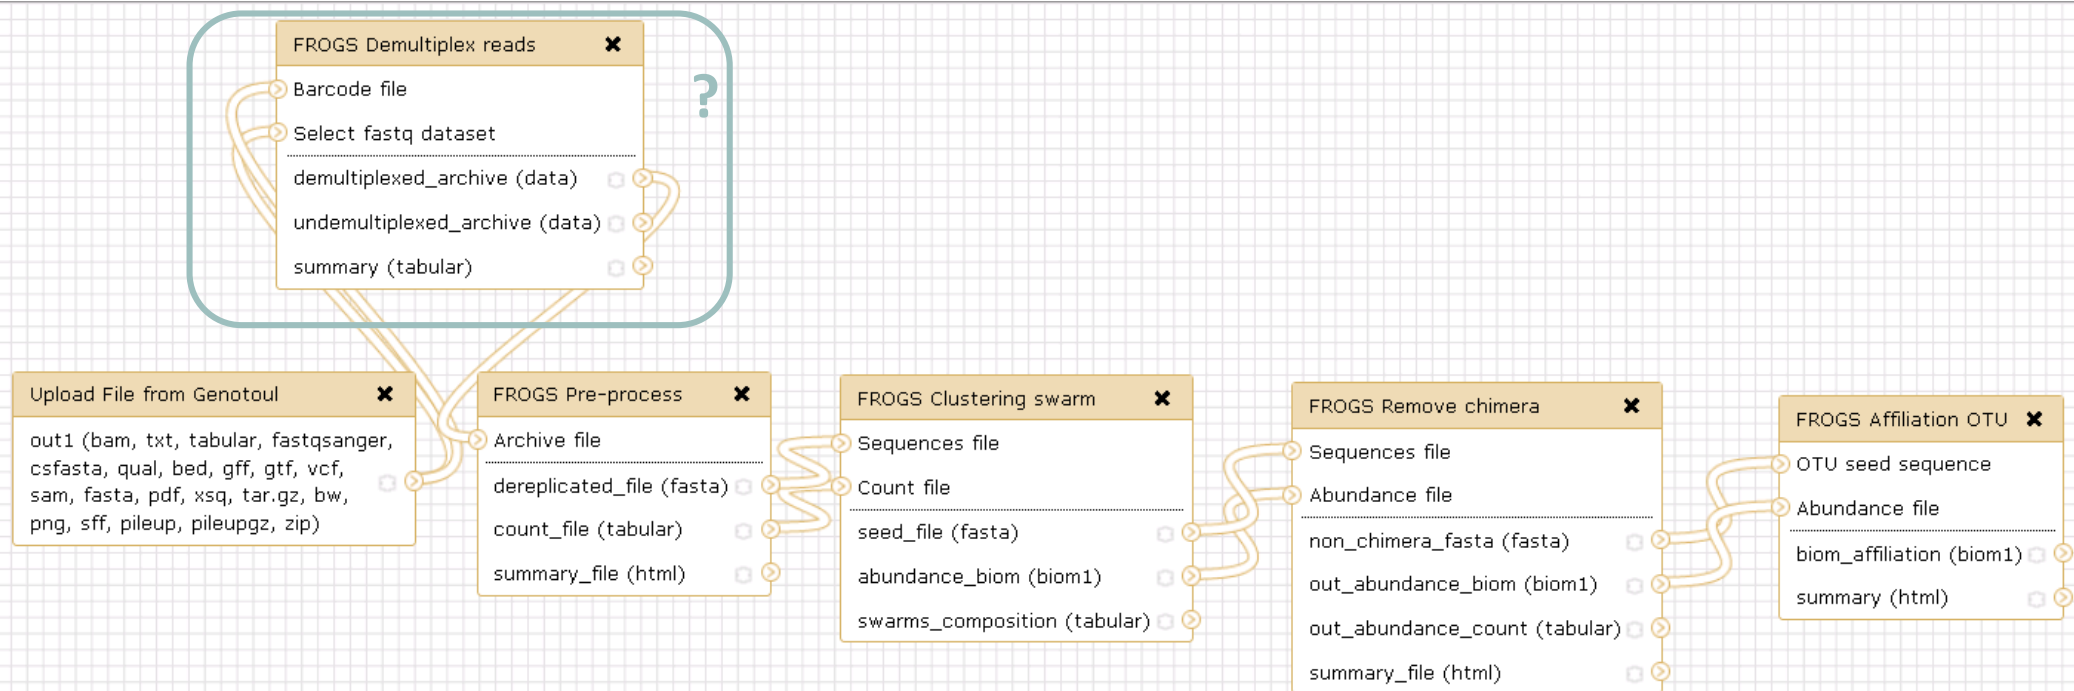 FROGS Demultiplex reads ✖
Barcode file
Select fastq dataset
demultiplexed_archive (data)
undemultiplexed_archive (data)
summary (tabular)
?
Upload File from Genotoul ✖
out1 (bam, txt, tabular, fastqsanger,
csfasta, qual, bed, gff, gtf, vcf,
sam, fasta, pdf, xsq, tar.gz, bw,
png, sff, pileup, pileupgz, zip)
FROGS Pre-process ✖
Archive file
dereplicated_file (fasta)
count_file (tabular)
summary_file (html)
FROGS Clustering swarm ✖
Sequences file
Count file
seed_file (fasta)
abundance_biom (biom1)
swarms_composition (tabular)
FROGS Remove chimera ✖
Sequences file
Abundance file
non_chimera_fasta (fasta)
out_abundance_biom (biom1)
out_abundance_count (tabular)
summary_file (html)
FROGS Affiliation OTU ✖
OTU seed sequence
Abundance file
biom_affiliation (biom1)
summary (html)